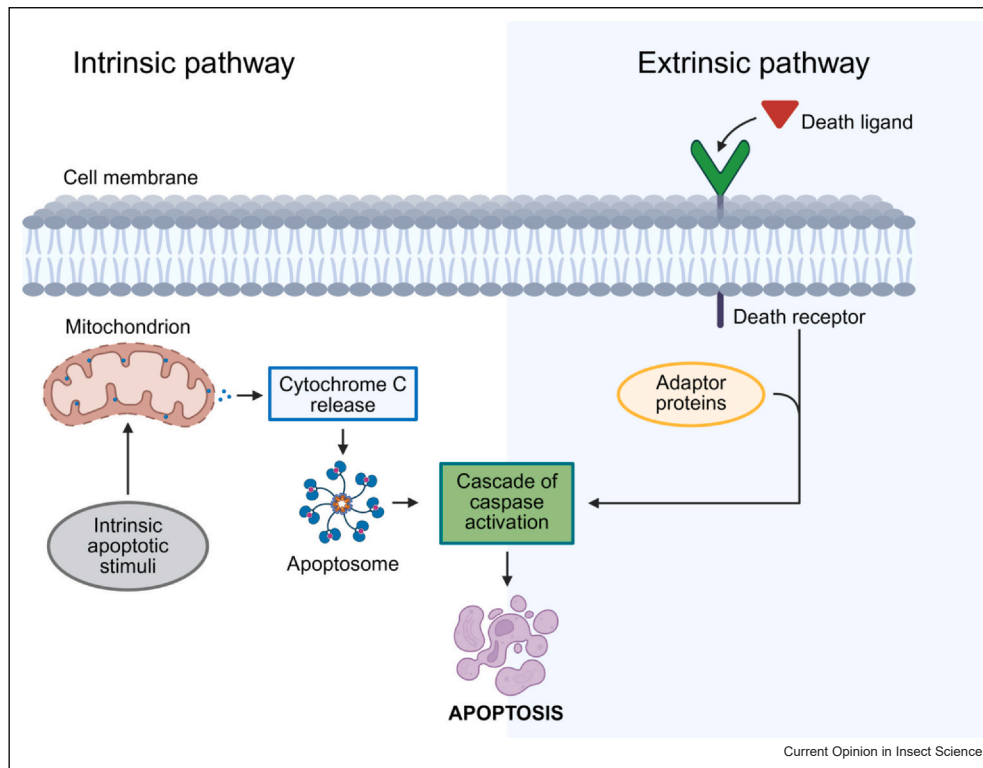 Intrinsic pathway
Extrinsic pathway
Death ligand
Cell membrane
Death receptor
Mitochondrion
Cytochrome C
release
Adaptor
proteins
Cascade of
caspase
activation
Intrinsic
apoptotic
stimuli
Apoptosome
APOPTOSIS
Current Opinion in Insect Science